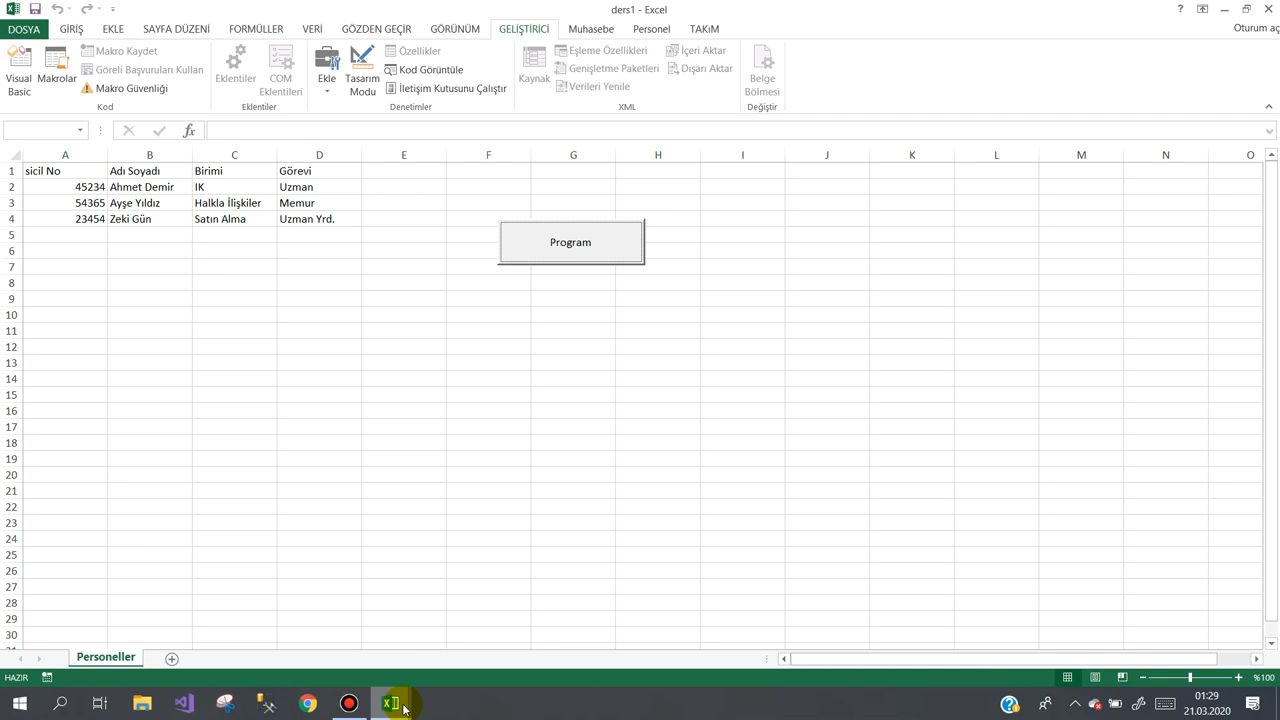 ders1 - Excel
DOSYA GİRİŞ EKLE SAYFA DÜZENİ FORMÜLLER VERİ GÖZDEN GEÇİR GÖRÜNÜM GELİŞTİRİCİ Muhasebe Personel TAKıM Oturum aç
Visual Basic
Makrolar
Makro Kaydet
Göreli Başvuruları Kullan
Makro Güvenliği
Kod
Eklentiler
COM Eklentileri
Eklentiler
Ekle
Tasarım Modu
Özellikler
Kod Görüntüle
İletişim Kutusunu Çalıştır
Denetimler
Kaynak
Eşleme Özellikleri
Genişletme Paketleri
Verileri Yenile
İçeri Aktar
Dışarı Aktar
XML
Belge Bölmesi
Değiştir
fx
A B C D E F G H I J K L M N O
1 sicil No Adı Soyadı Birimi Görevi
2 45234 Ahmet Demir IK Uzman
3 54365 Ayşe Yıldız Halkla İlişkiler Memur
4 23454 Zeki Gün Satın Alma Uzman Yrd.
5
Program
6
7
8
9
10
11
12
13
14
15
16
17
18
19
20
21
22
23
24
25
26
27
28
29
30
Personeller
HAZIR
%100
01:29
21.03.2020